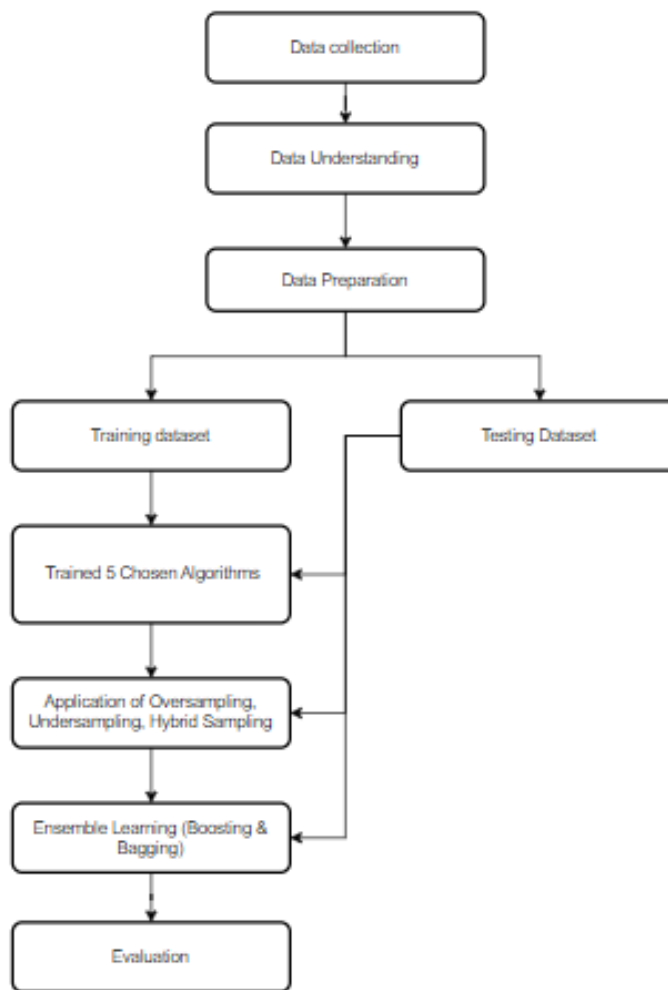 Data collection
Data Understanding
Data Preparation
Training dataset
Testing Dataset
Trained 5 Chosen Algorithms
Application of Oversampling,
Undersampling, Hybrid Sampling
Ensemble Learning (Boosting &
Bagging)
Evaluation